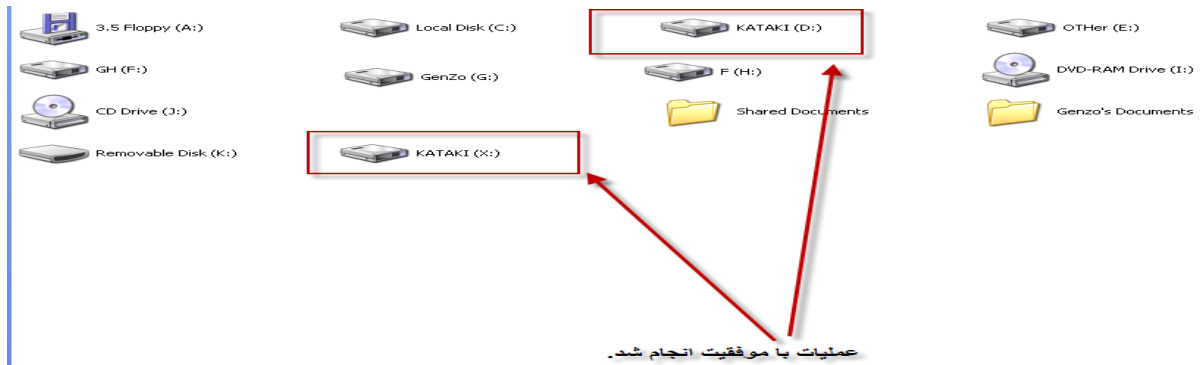 3.5 Floppy (A:)
Local Disk (C:)
KATAKI (D:)
OTHer (E:)
GH (F:)
GenZo (G:)
F (H:)
DVD-RAM Drive (I:)
CD Drive (J:)
Shared Documents
Genzo's Documents
Removable Disk (K:)
KATAKI (X:)
عملیات با موفقیت انجام شد.